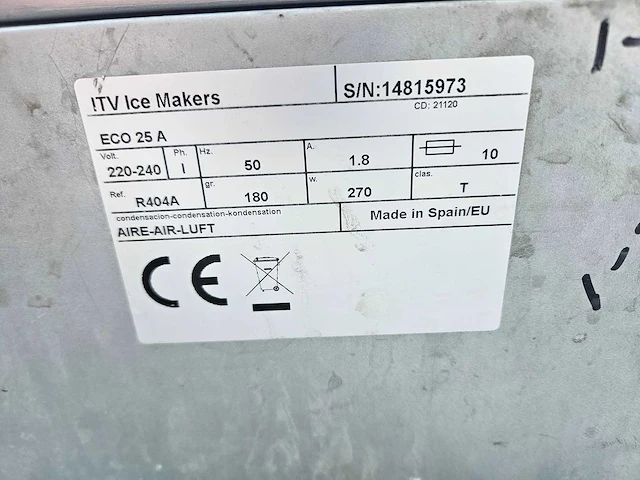 ITV Ice Makers
S/N:14815973
CD: 21120
ECO 25 A
Volt. 220-240 Ph. I Hz. 50 A. 1.8 10
Ref. R404A gr. 180 W. 270 clas. T
condensacion-condensation-kondensation
AIRE-AIR-LUFT
Made in Spain/EU
CE